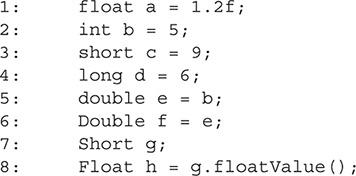 1: float a = 1.2f;
2: int b = 5;
3: short c = 9;
4: long d = 6;
5: double e = b;
6: Double f = e;
7: Short g;
8: Float h = g.floatValue();